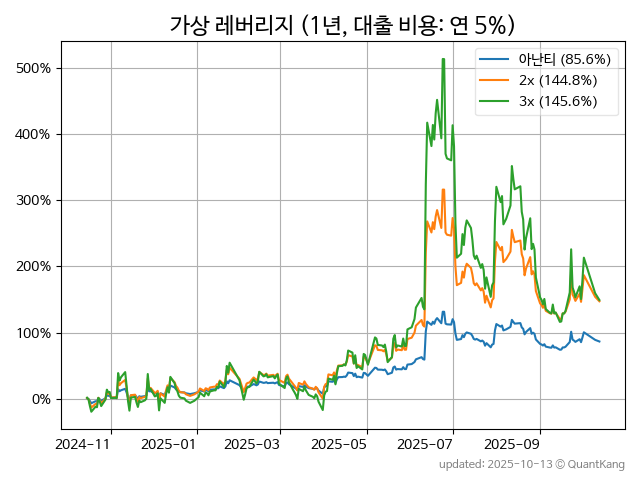 가상 레버리지 (1년, 대출 비용: 연 5%)
아난티 (85.6%)
2x (144.8%)
3x (145.6%)
500%
400%
300%
200%
100%
0%
2024-11 2025-01 2025-03 2025-05 2025-07 2025-09
updated: 2025-10-13 © QuantKang